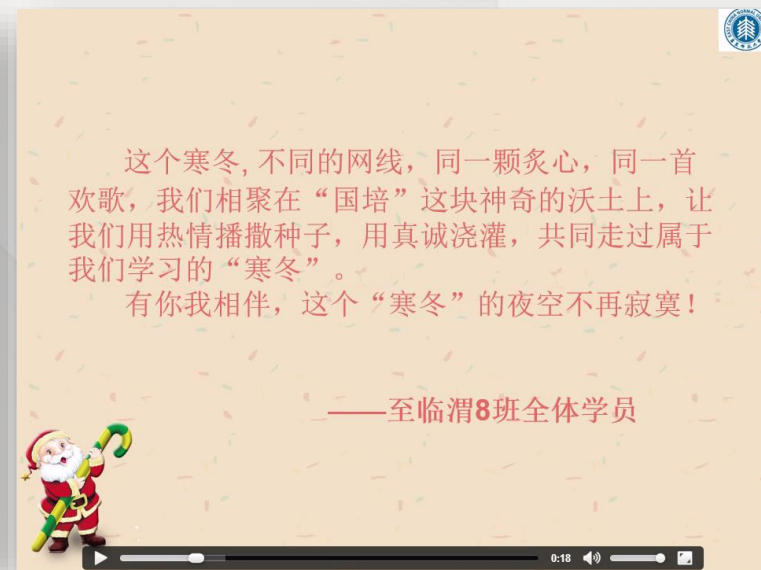 这个寒冬, 不同的网线，同一颗炙心，同一首
欢歌，我们相聚在“国培”这块神奇的沃土上，让
我们用热情播撒种子，用真诚浇灌，共同走过属于
我们学习的“寒冬”。
有你我相伴，这个“寒冬”的夜空不再寂寞！
——至临渭8班全体学员
0:18